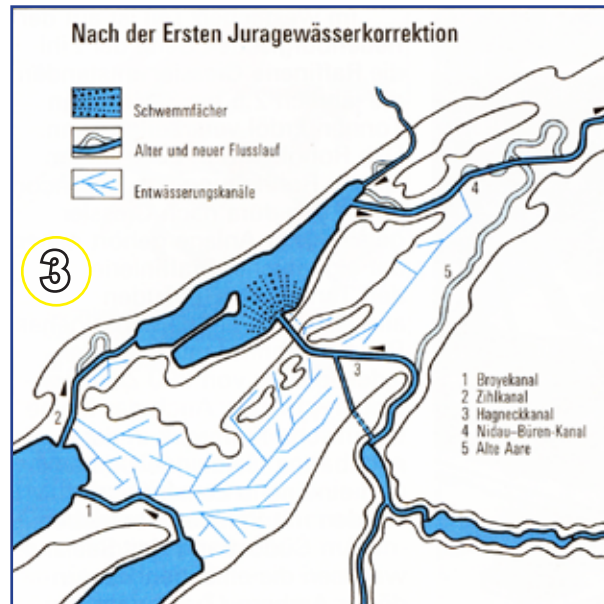 Nach der Ersten Juragewässerkorrektion
Schwemmfächer
Alter und neuer Flusslauf
Entwässerungskanäle
3
4
5
3
2
1
1 Broyekanal
2 Zihlkanal
3 Hagneckkanal
4 Nidau–Büren-Kanal
5 Alte Aare